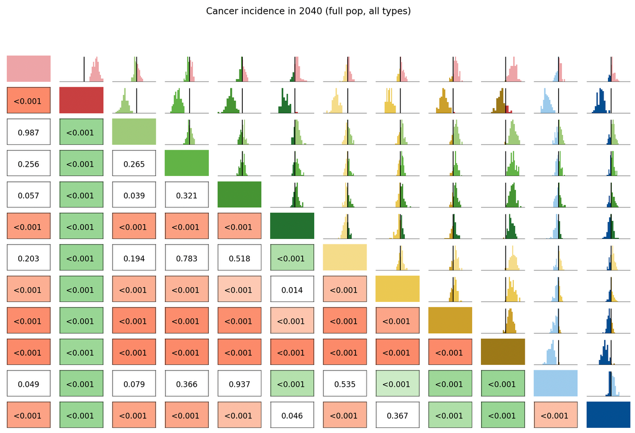 Cancer incidence in 2040 (full pop, all types)
<0.001
0.987 <0.001
0.256 <0.001 0.265
0.057 <0.001 0.039 0.321
<0.001 <0.001 <0.001 <0.001 <0.001
0.203 <0.001 0.194 0.783 0.518 <0.001
<0.001 <0.001 <0.001 <0.001 <0.001 0.014 <0.001
<0.001 <0.001 <0.001 <0.001 <0.001 <0.001 <0.001 <0.001
<0.001 <0.001 <0.001 <0.001 <0.001 <0.001 <0.001 <0.001 <0.001
0.049 <0.001 0.079 0.366 0.937 <0.001 0.535 <0.001 <0.001 <0.001
<0.001 <0.001 <0.001 <0.001 <0.001 0.046 <0.001 0.367 <0.001 <0.001 <0.001